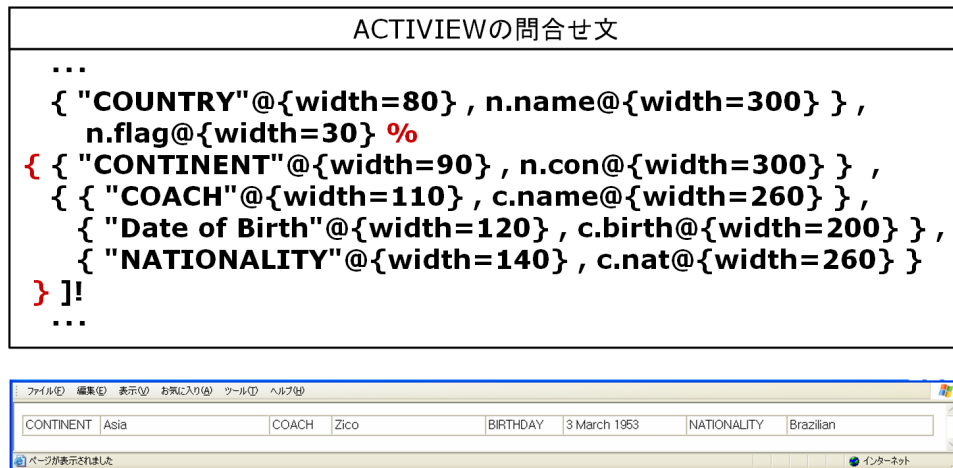 ACTIVIEWの問合せ文
...
{ "COUNTRY"@{width=80} , n.name@{width=300} } ,
n.flag@{width=30} %
{ { "CONTINENT"@{width=90} , n.con@{width=300} } ,
{ { "COACH"@{width=110} , c.name@{width=260} } ,
{ "Date of Birth"@{width=120} , c.birth@{width=200} } ,
{ "NATIONALITY"@{width=140} , c.nat@{width=260} }
} ]!
...
ファイル(F) 編集(E) 表示(V) お気に入り(A) ツール(T) ヘルプ(H)
CONTINENT Asia COACH Zico BIRTHDAY 3 March 1953 NATIONALITY Brazilian
ページが表示されました インターネット